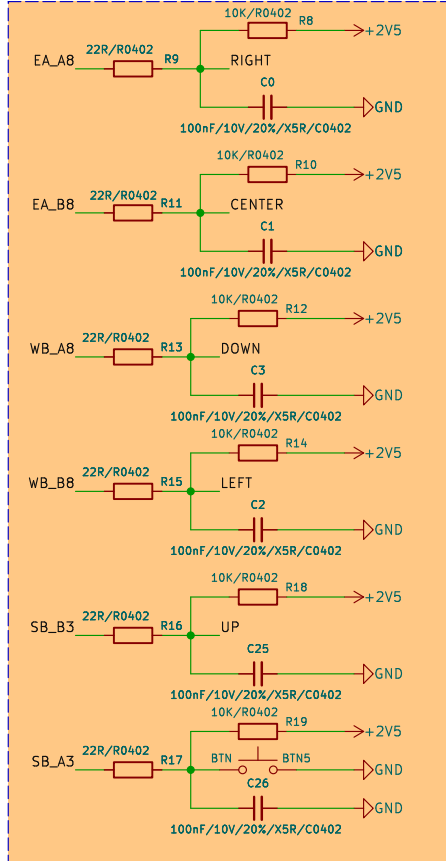 10K/R0402 R8
+2V5
22R/R0402 R9
EA_A8
RIGHT
C0
GND
100nF/10V/20%/X5R/C0402
10K/R0402 R10
+2V5
22R/R0402
EA_B8
R11
CENTER
C1
GND
100nF/10V/20%/X5R/C0402
10K/R0402
R12
+2V5
22R/R0402
WB_A8
R13
DOWN
C3
GND
100nF/10V/20%/X5R/C0402
10K/R0402
R14
+2V5
22R/R0402
WB_B8
R15
LEFT
C2
GND
100nF/10V/20%/X5R/C0402
10K/R0402
R18
+2V5
22R/R0402
SB_B3
R16
UP
C25
GND
100nF/10V/20%/X5R/C0402
10K/R0402
R19
+2V5
22R/R0402
SB_A3
R17
BTN
BTN5
GND
C26
GND
100nF/10V/20%/X5R/C0402